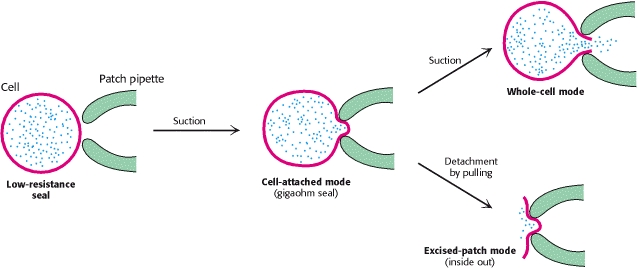 Cell
Patch pipette
Low-resistance
seal
Suction
Cell-attached mode
(gigaohm seal)
Suction
Whole-cell mode
Detachment
by pulling
Excised-patch mode
(inside out)